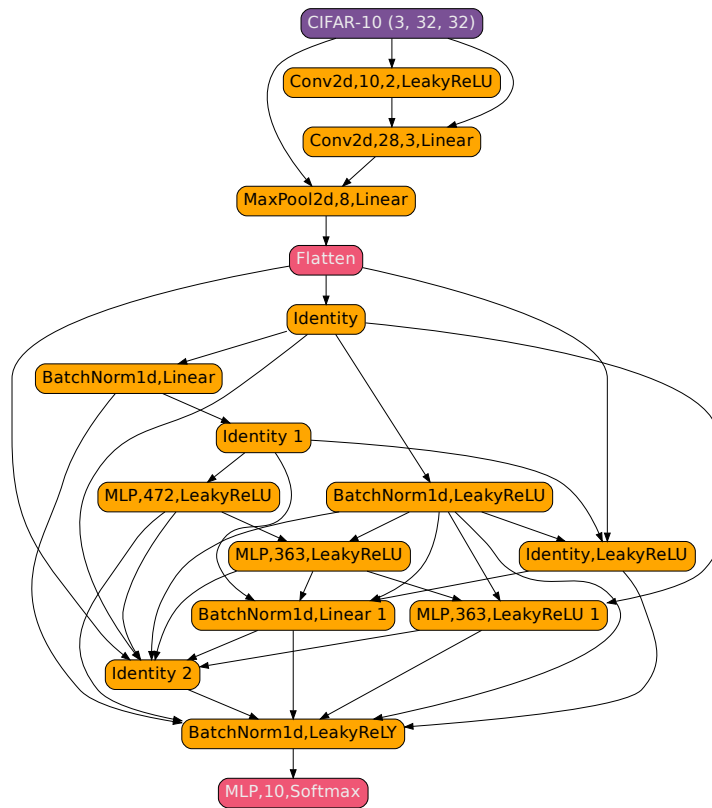 CIFAR-10 (3, 32, 32)
Conv2d,10,2,LeakyReLU
Conv2d,28,3,Linear
MaxPool2d,8,Linear
Flatten
Identity
BatchNorm1d,Linear
Identity 1
MLP,472,LeakyReLU
BatchNorm1d,LeakyReLU
MLP,363,LeakyReLU
Identity,LeakyReLU
BatchNorm1d,Linear 1
MLP,363,LeakyReLU 1
Identity 2
BatchNorm1d,LeakyReLY
MLP,10,Softmax